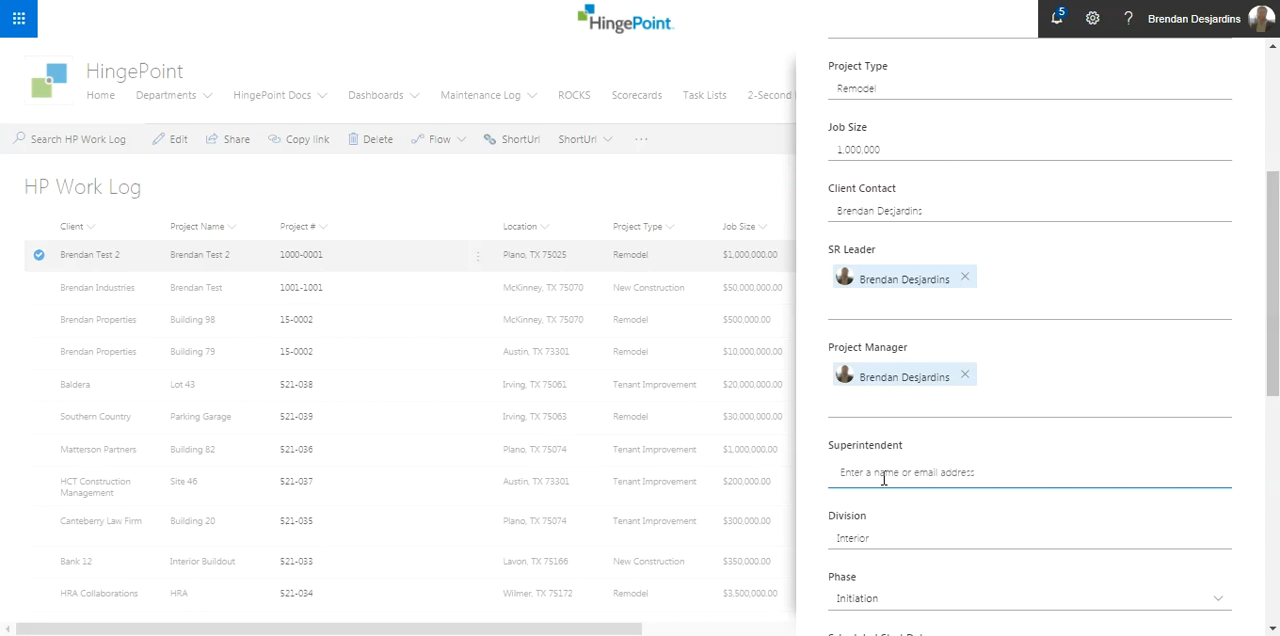 HingePoint
5
Brendan Desjardins
HingePoint
Home Departments HingePoint Docs Dashboards Maintenance Log ROCKS Scorecards Task Lists 2-Second
Search HP Work Log Edit Share Copy link Delete Flow ShortUrl ShortUrl ...
HP Work Log
Client Project Name Project # Location Project Type Job Size
Brendan Test 2 Brendan Test 2 1000-0001 Plano, TX 75025 Remodel $1,000,000.00
Brendan Industries Brendan Test 1001-1001 McKinney, TX 75070 New Construction $50,000,000.00
Brendan Properties Building 98 15-0002 McKinney, TX 75070 Remodel $500,000.00
Brendan Properties Building 79 15-0002 Austin, TX 73301 Remodel $10,000,000.00
Baldera Lot 43 521-038 Irving, TX 75061 Tenant Improvement $20,000,000.00
Southern Country Parking Garage 521-039 Irving, TX 75063 Remodel $30,000,000.00
Matterson Partners Building 82 521-036 Plano, TX 75074 Tenant Improvement $1,000,000.00
HCT Construction Management Site 46 521-037 Austin, TX 73301 Remodel $200,000.00
Canteberry Law Firm Building 20 521-035 Plano, TX 75074 Tenant Improvement $300,000.00
Bank 12 Interior Buildout 521-033 Lavon, TX 75166 New Construction $350,000.00
HRA Collaborations HRA 521-034 Wilmer, TX 75172 Remodel $3,500,000.00
Project Type
Remodel
Job Size
1,000,000
Client Contact
Brendan Desjardins
SR Leader
Brendan Desjardins
Project Manager
Brendan Desjardins
Superintendent
Enter a name or email address
Division
Interior
Phase
Initiation